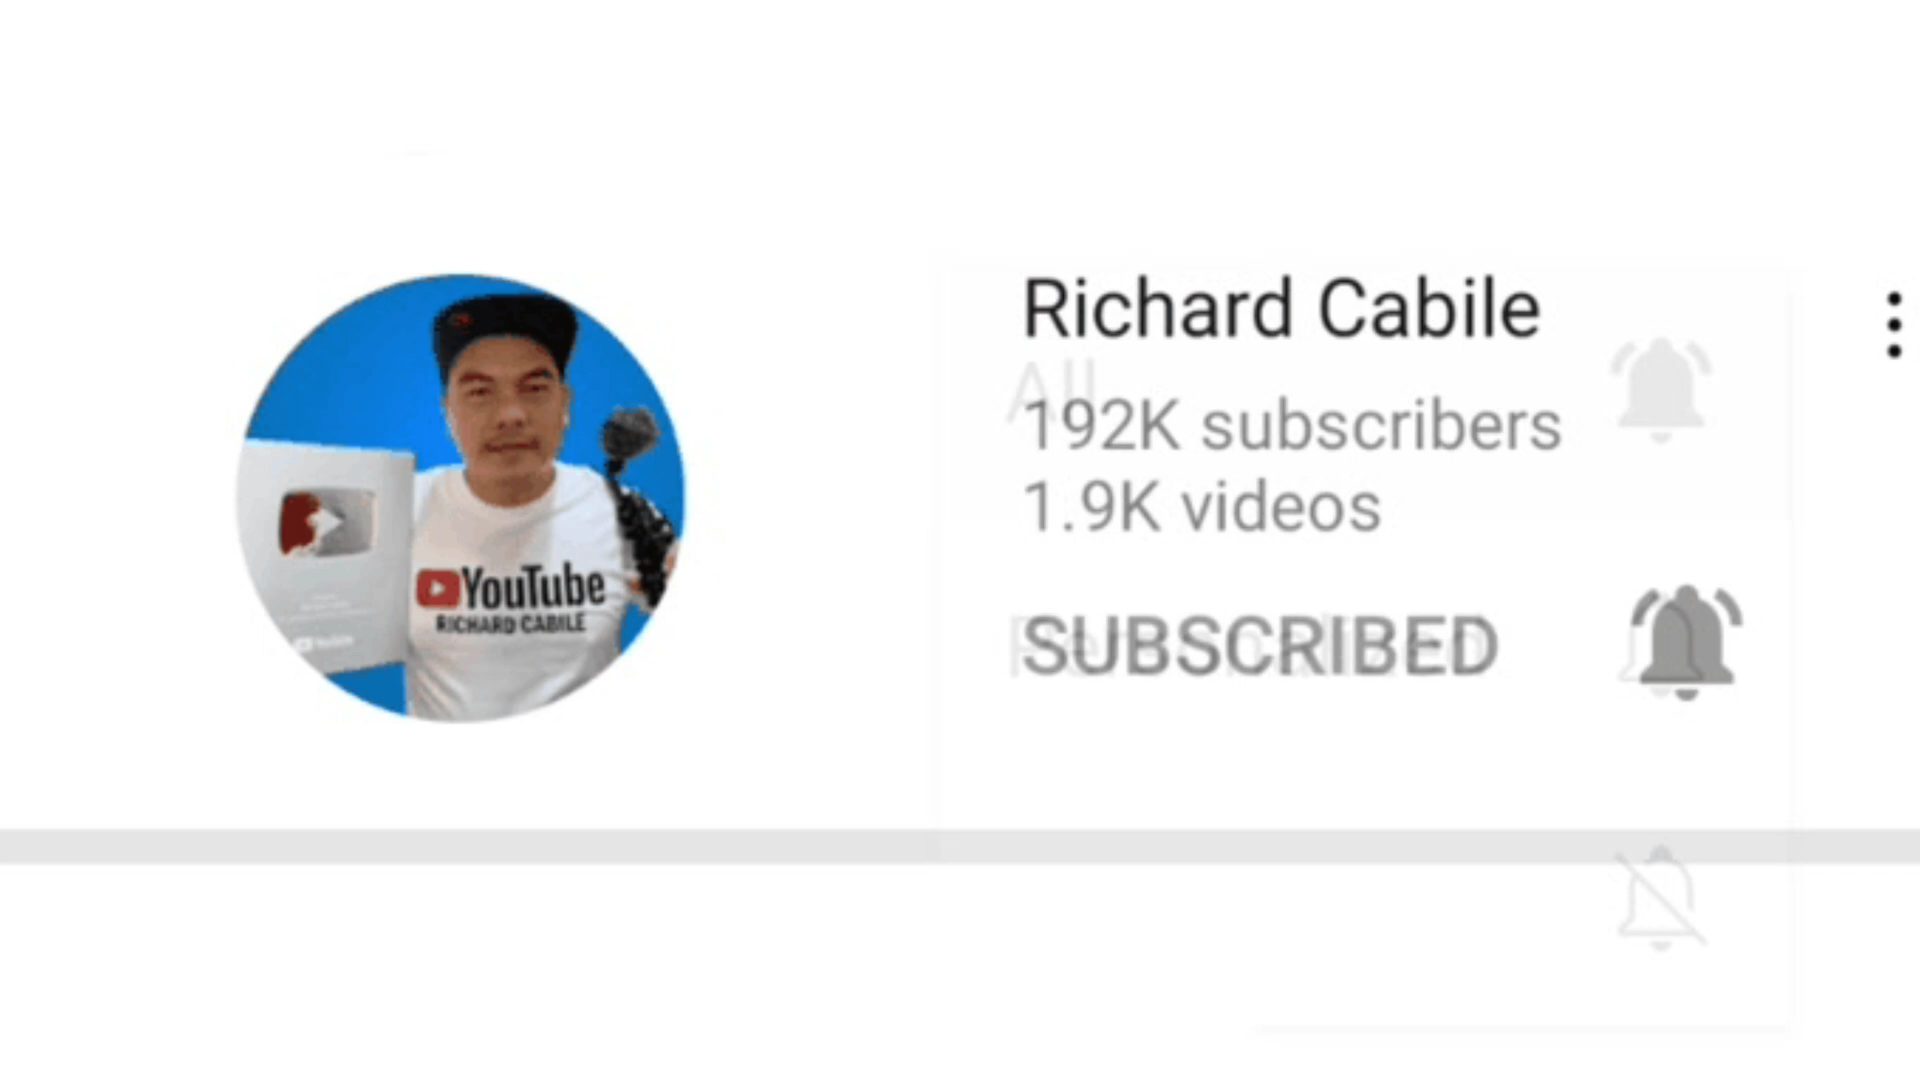 Richard Cabile
All
192K subscribers
1.9K videos
SUBSCRIBED
YouTube
RICHARD CABILE